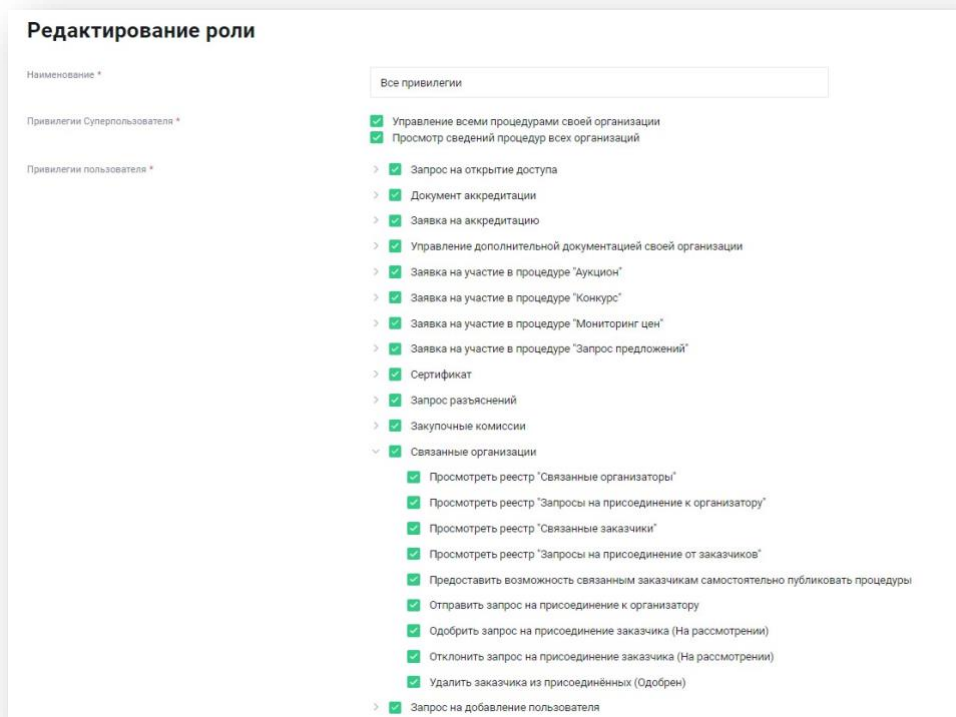 Редактирование роли
Наименование *
Все привилегии
Привилегии Суперпользователя *
Управление всеми процедурами своей организации
Просмотр сведений процедур всех организаций
Привилегии пользователя *
Запрос на открытие доступа
Документ аккредитации
Заявка на аккредитацию
Управление дополнительной документацией своей организации
Заявка на участие в процедуре "Аукцион"
Заявка на участие в процедуре "Конкурс"
Заявка на участие в процедуре "Мониторинг цен"
Заявка на участие в процедуре "Запрос предложений"
Сертификат
Запрос разъяснений
Закупочные комиссии
Связанные организации
Просмотреть реестр "Связанные организаторы"
Просмотреть реестр "Запросы на присоединение к организатору"
Просмотреть реестр "Связанные заказчики"
Просмотреть реестр "Запросы на присоединение от заказчиков"
Предоставить возможность связанным заказчикам самостоятельно публиковать процедуры
Отправить запрос на присоединение к организатору
Одобрить запрос на присоединение заказчика (На рассмотрении)
Отклонить запрос на присоединение заказчика (На рассмотрении)
Удалить заказчика из присоединённых (Одобрен)
Запрос на добавление пользователя